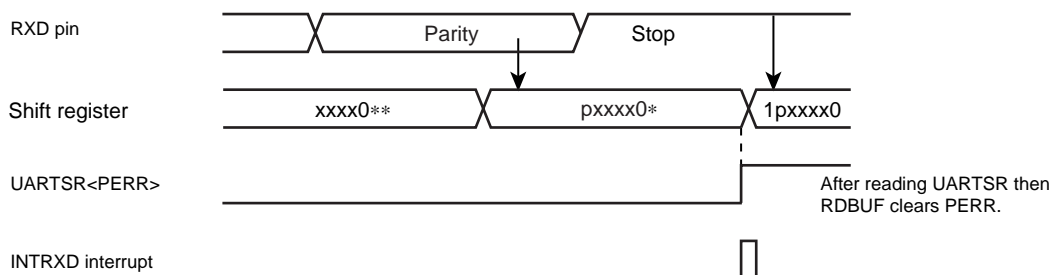 RXD pin
Parity
Stop
Shift register
xxxx0**
pxxxx0*
1pxxxx0
UARTSR<PERR>
After reading UARTSR then
RDBUF clears PERR.
INTRXD interrupt